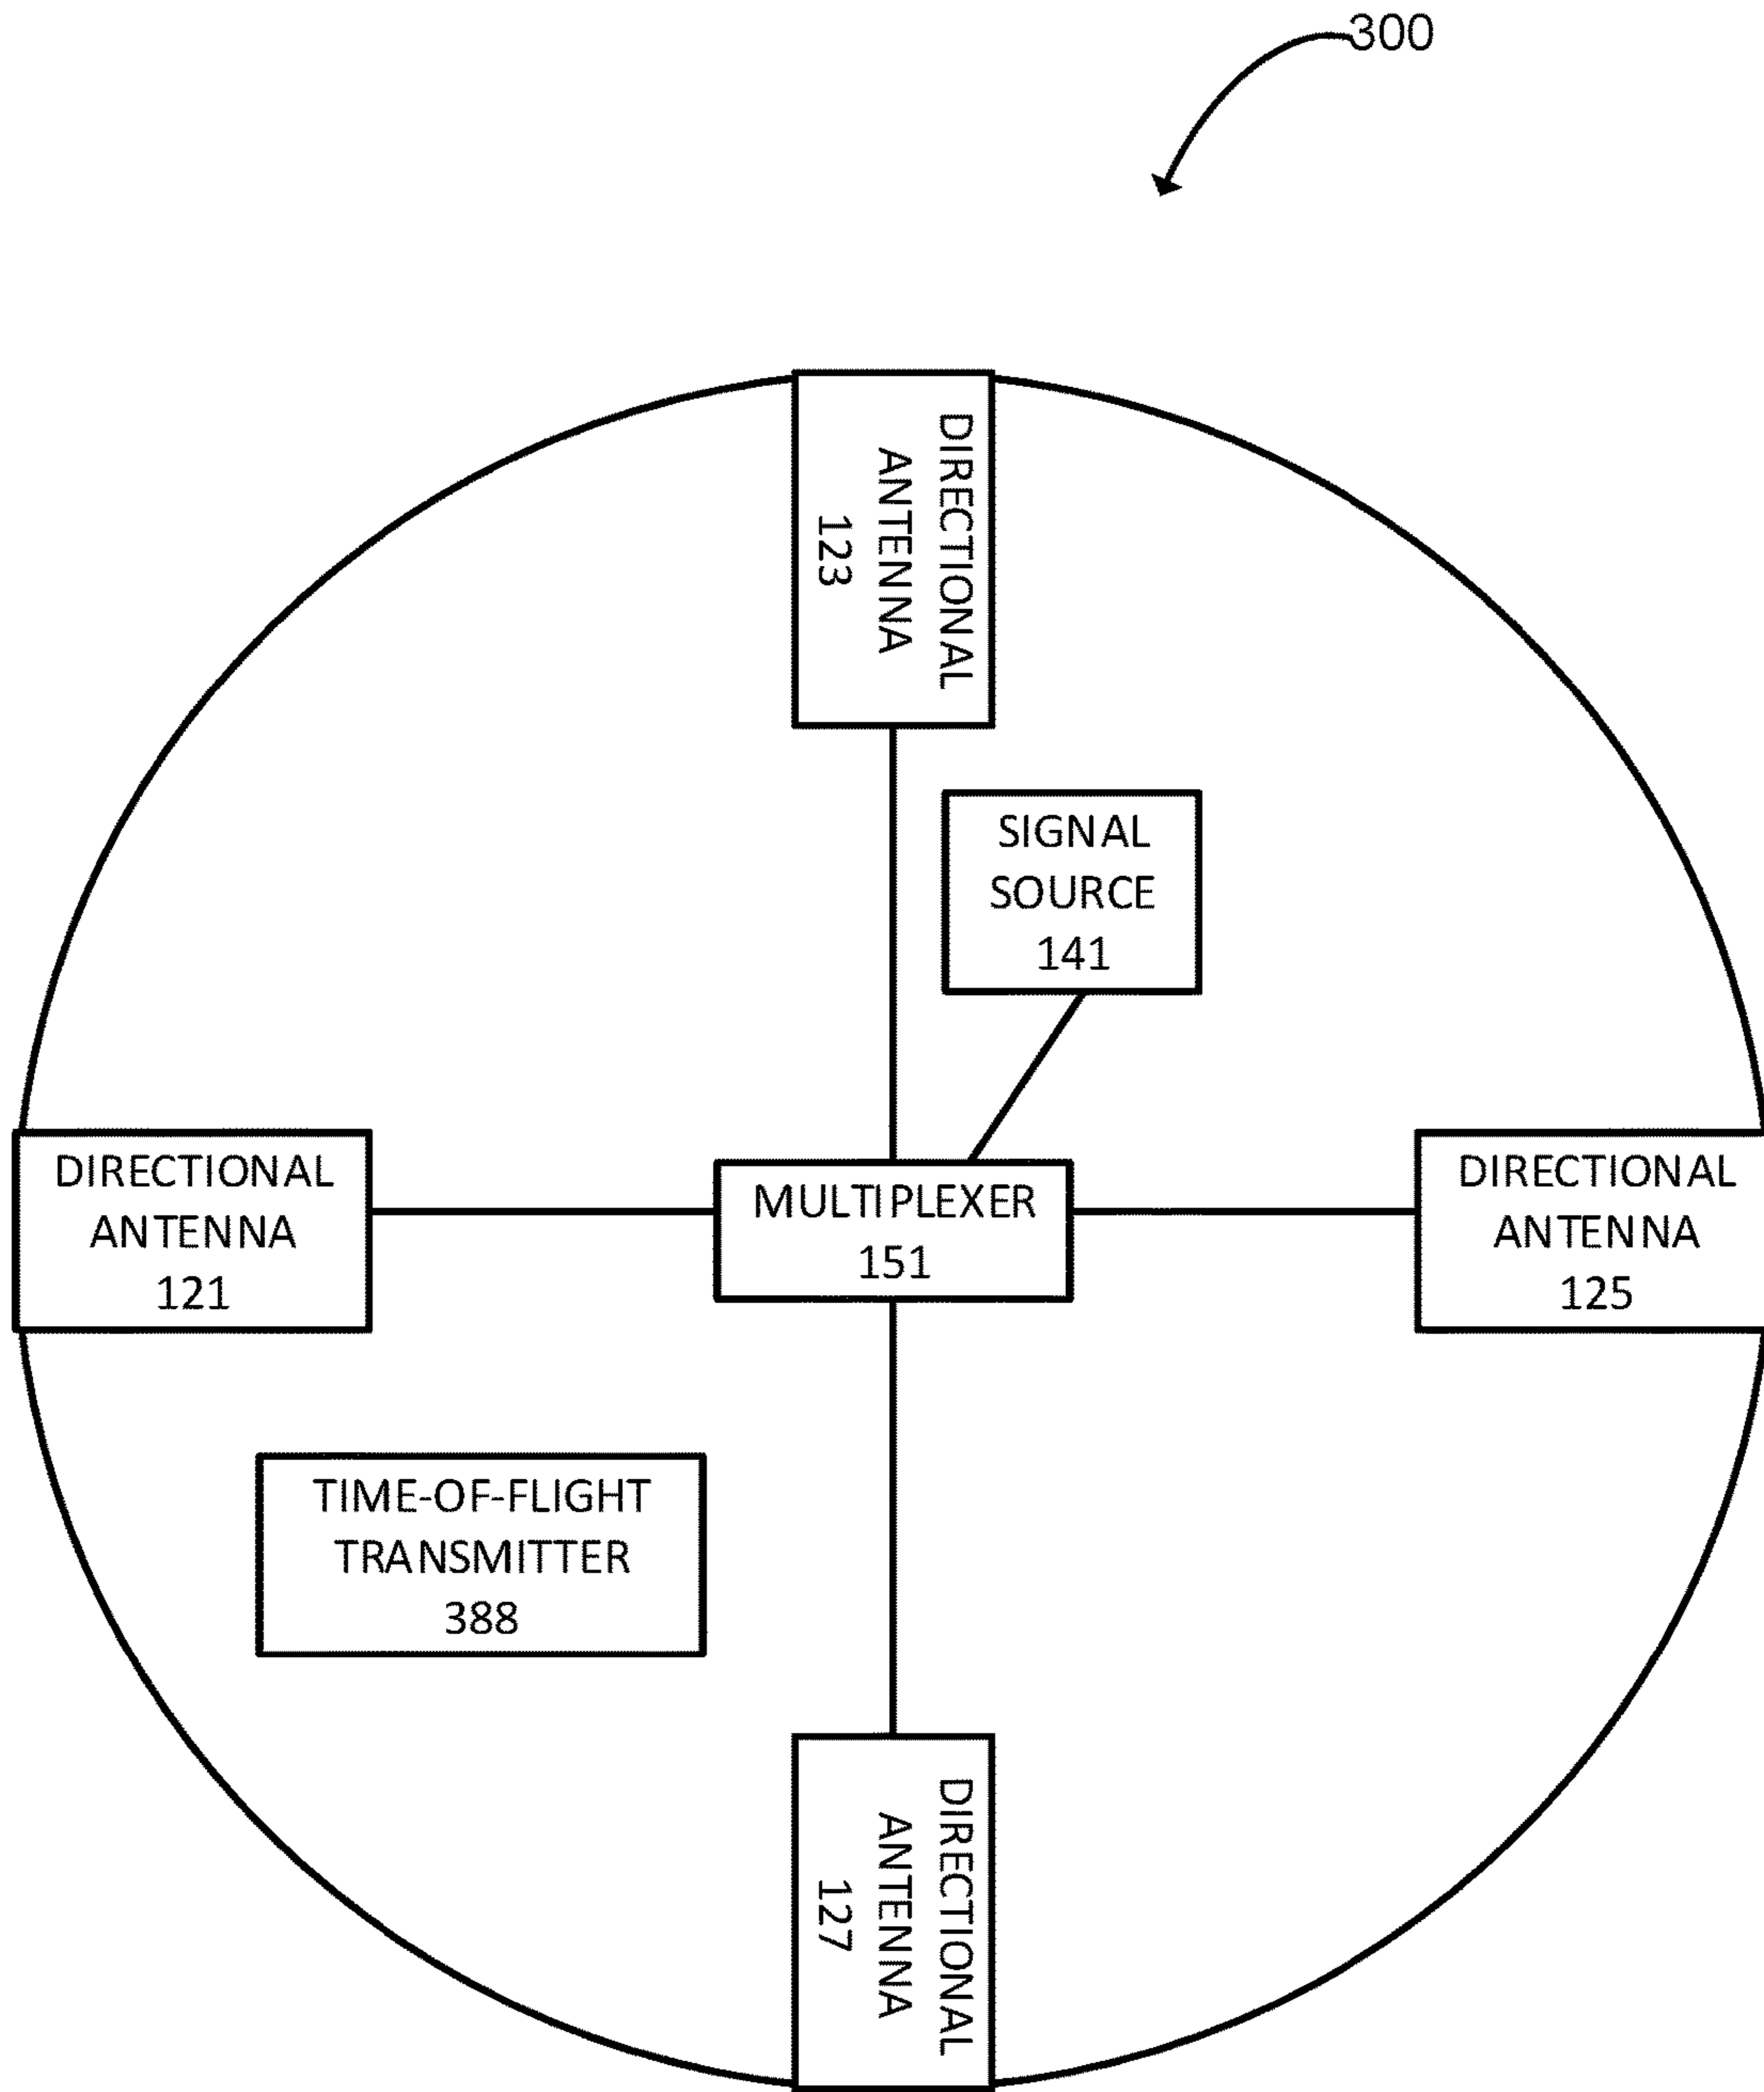 300
DIRECTIONAL
ANTENNA
123
SIGNAL
SOURCE
141
DIRECTIONAL
ANTENNA
121
MULTIPLEXER
151
DIRECTIONAL
ANTENNA
125
TIME-OF-FLIGHT
TRANSMITTER
388
DIRECTIONAL
ANTENNA
127